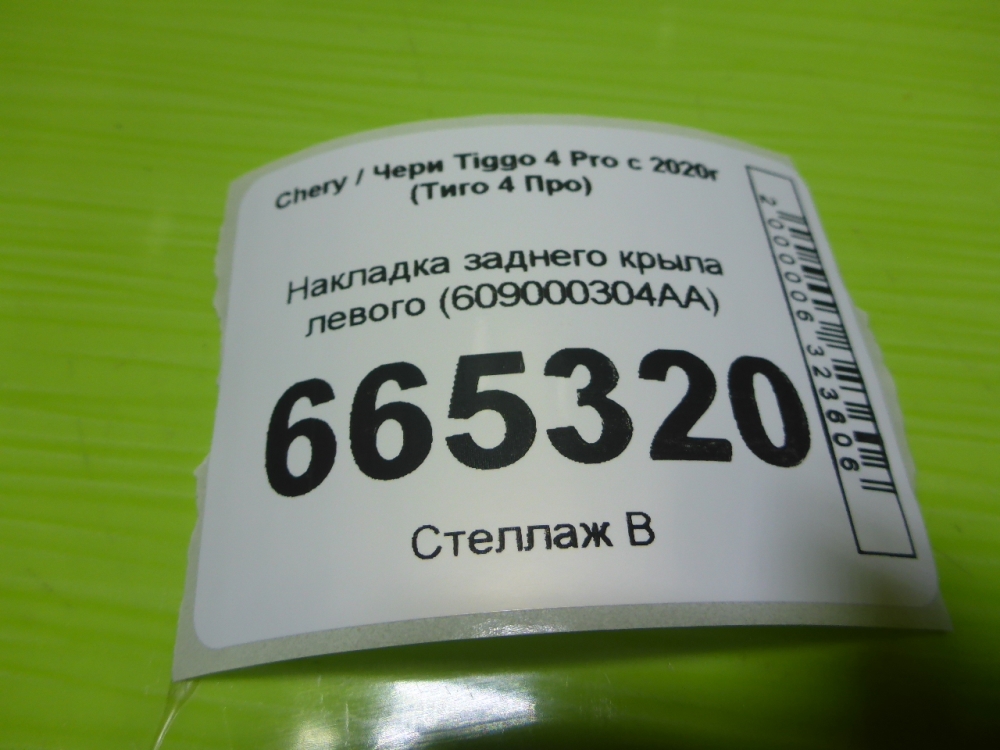 Chery / Чери Tiggo 4 Pro с 2020г
(Тиго 4 Про)
Накладка заднего крыла
левого (609000304AA)
665320
Стеллаж В
2000006323606